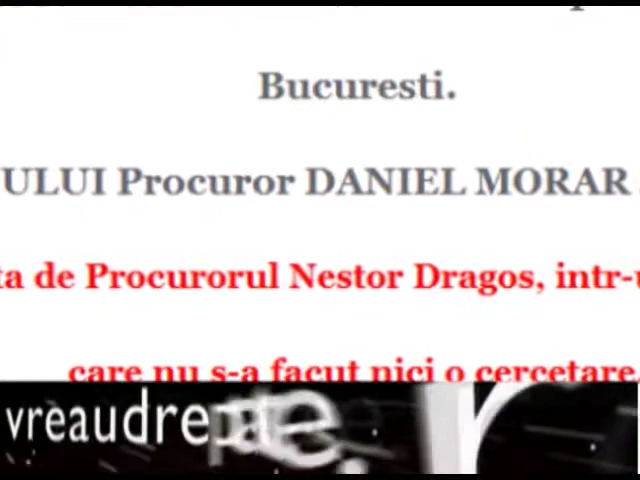 Bucuresti.
ULUI Procuror DANIEL MORAR
ta de Procurorul Nestor Dragos, intr-u
care nu s-a facut nici o cercetare
vreaudre